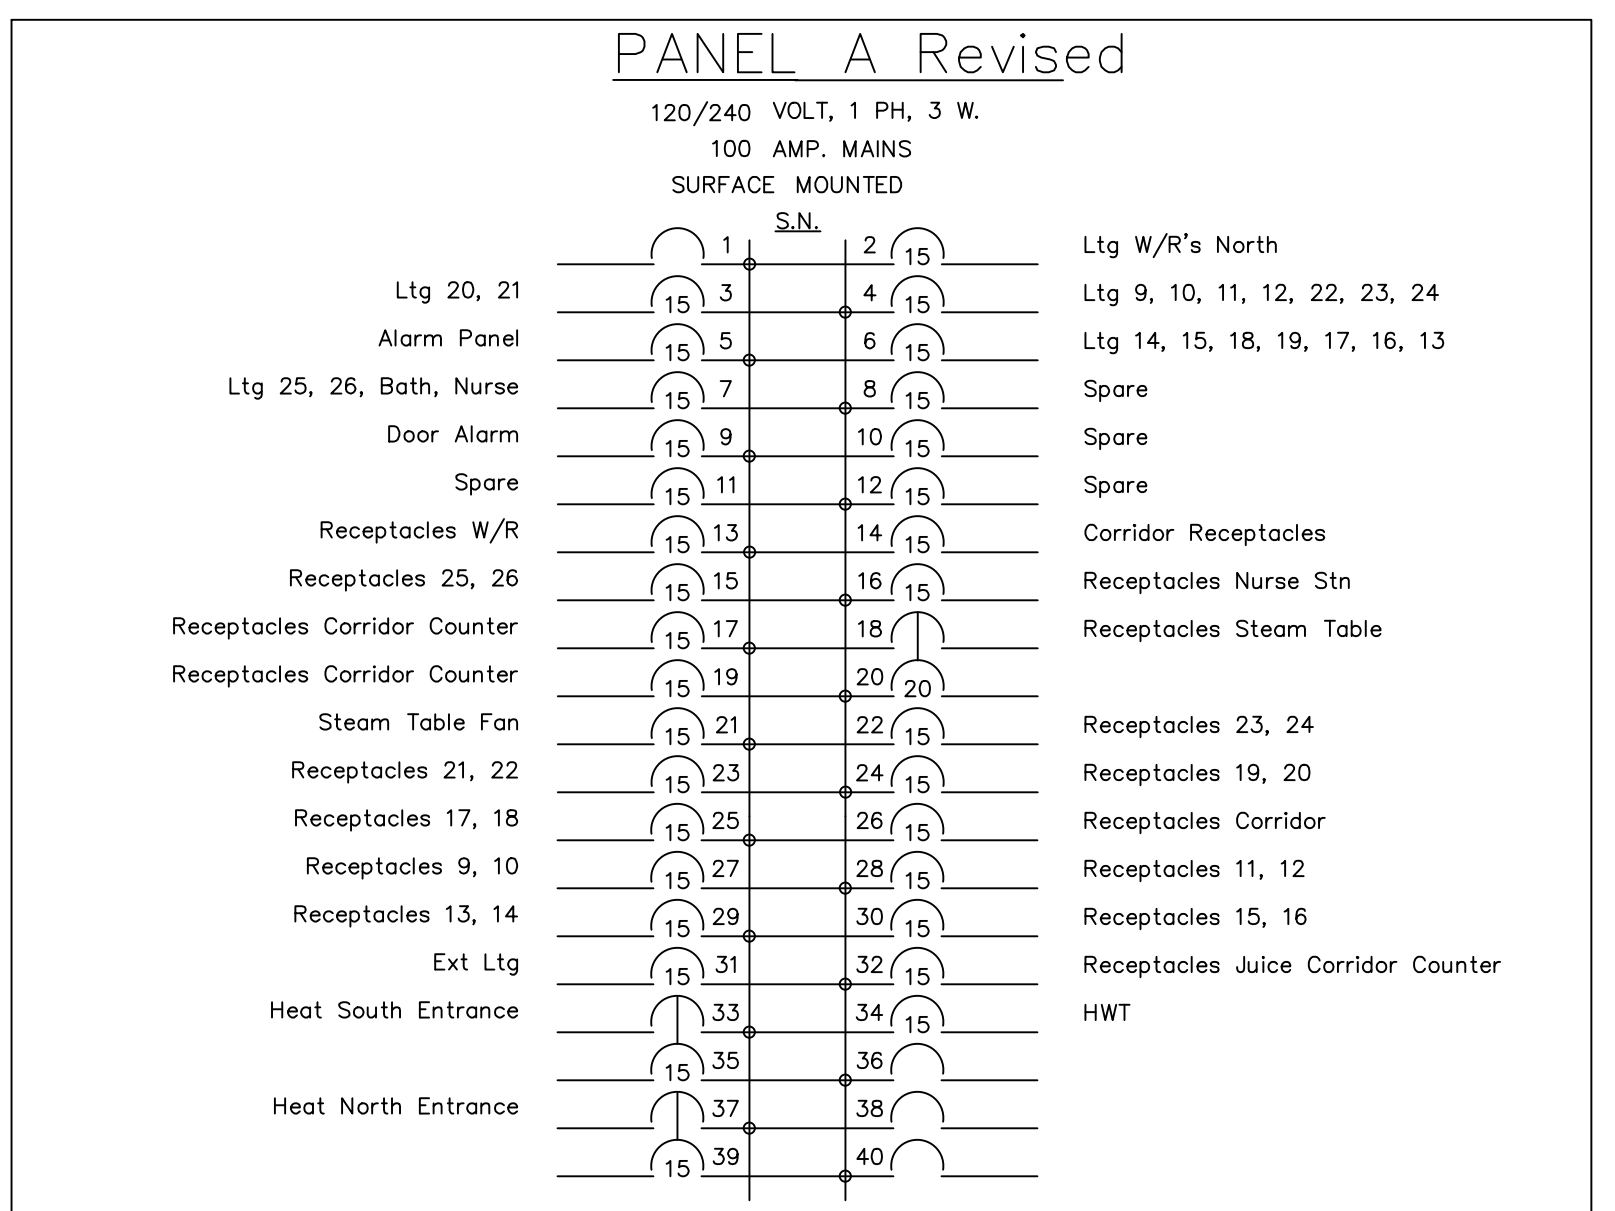 PANEL A Revised
120/240 VOLT, 1 PH, 3 W.
100 AMP. MAINS
SURFACE MOUNTED
S.N.
1 2 15 Ltg W/R's North
Ltg 20, 21 15 3 4 15 Ltg 9, 10, 11, 12, 22, 23, 24
Alarm Panel 15 5 6 15 Ltg 14, 15, 18, 19, 17, 16, 13
Ltg 25, 26, Bath, Nurse 15 7 8 15 Spare
Door Alarm 15 9 10 15 Spare
Spare 15 11 12 15 Spare
Receptacles W/R 15 13 14 15 Corridor Receptacles
Receptacles 25, 26 15 15 16 15 Receptacles Nurse Stn
Receptacles Corridor Counter 15 17 18 Receptacles Steam Table
Receptacles Corridor Counter 15 19 20 20
Steam Table Fan 15 21 22 15 Receptacles 23, 24
Receptacles 21, 22 15 23 24 15 Receptacles 19, 20
Receptacles 17, 18 15 25 26 15 Receptacles Corridor
Receptacles 9, 10 15 27 28 15 Receptacles 11, 12
Receptacles 13, 14 15 29 30 15 Receptacles 15, 16
Ext Ltg 15 31 32 15 Receptacles Juice Corridor Counter
Heat South Entrance 33 34 15 HWT
15 35 36
Heat North Entrance 37 38
15 39 40